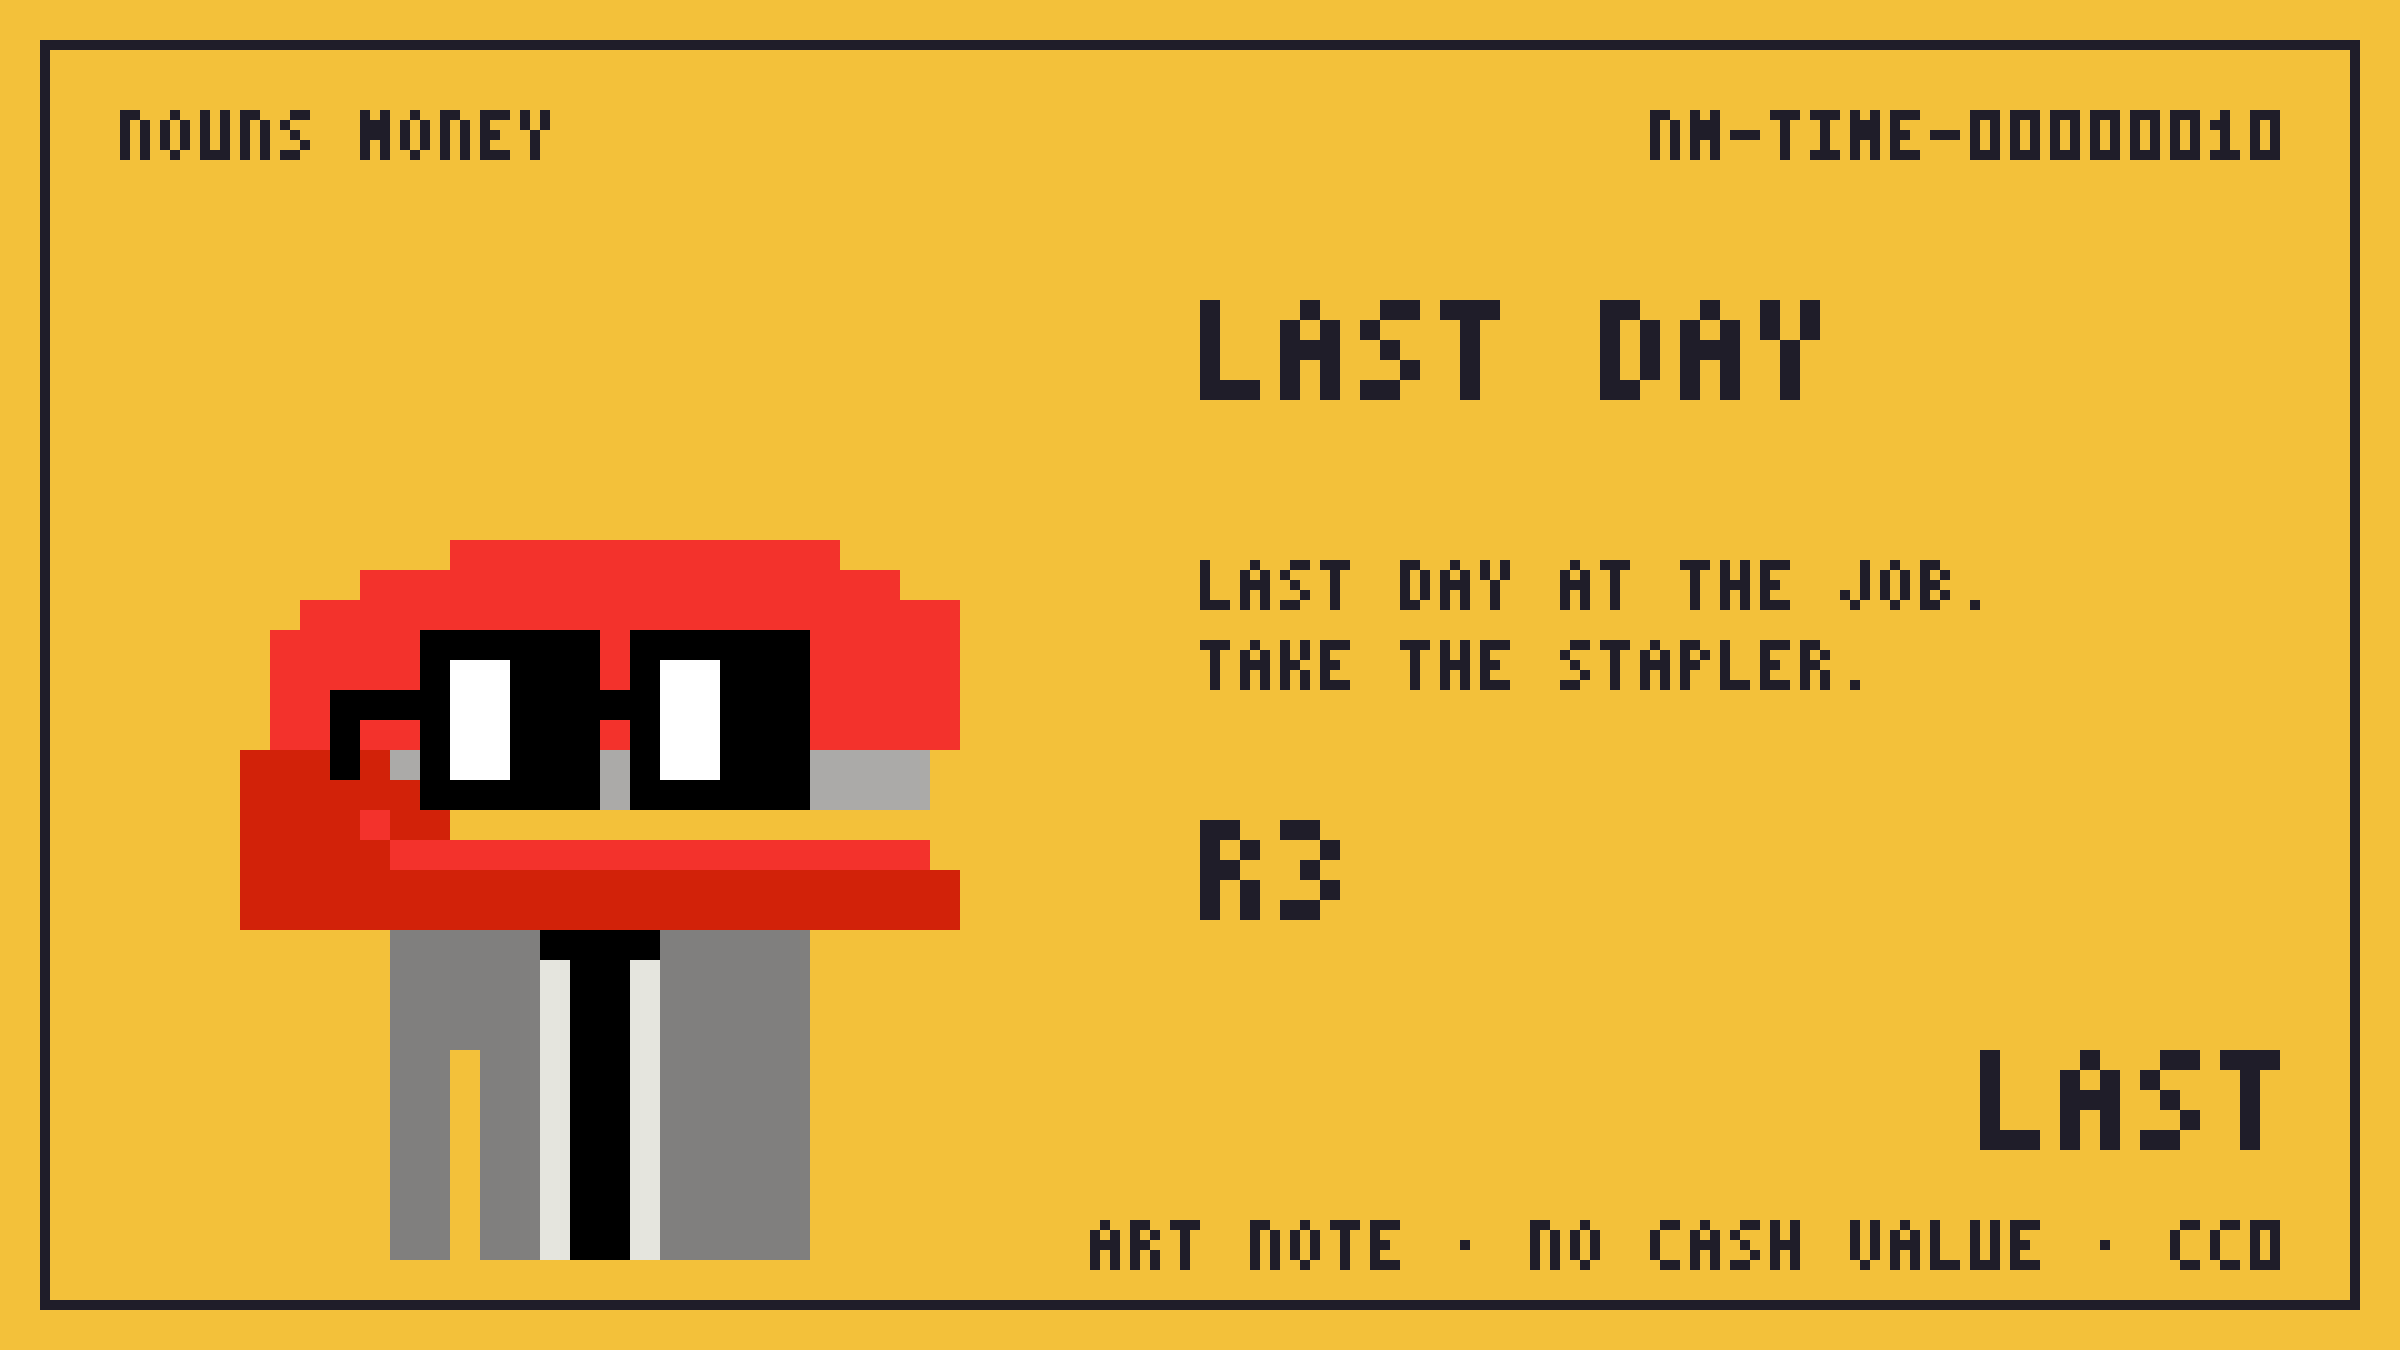 NOUNS MONEY
NM-TIME-00000010
LAST DAY
LAST DAY AT THE JOB.
TAKE THE STAPLER.
R3
LAST
ART NOTE · NO CASH VALUE · CC0